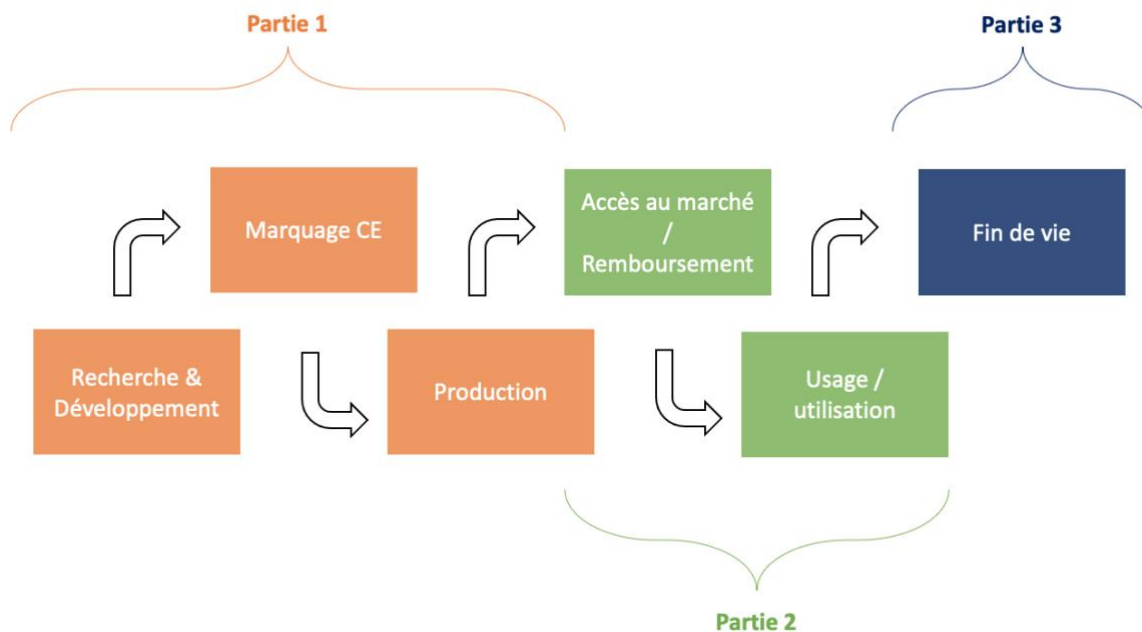 Partie 1
Partie 3
Marquage CE
Accès au marché
/
Remboursement
Fin de vie
Recherche &
Développement
Production
Usage /
utilisation
Partie 2